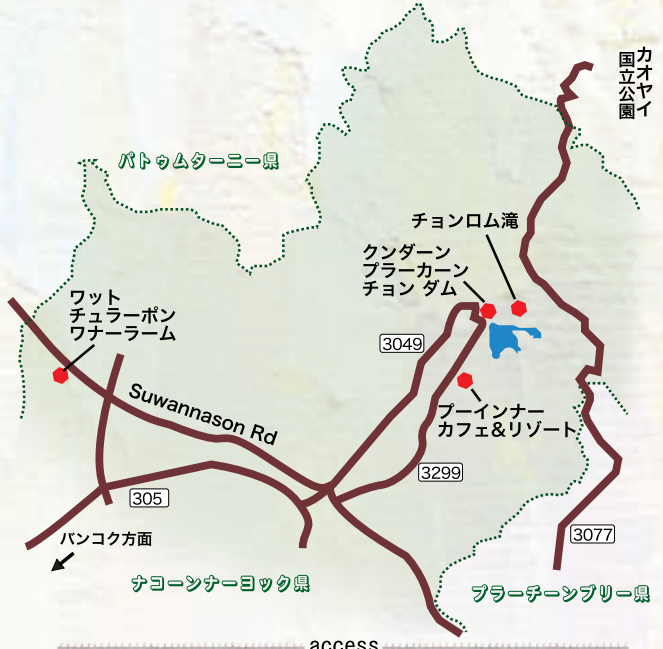 カオヤイ
国立公園
パトゥムターニー県
チョンロム滝
クンダーン
プラーカーン
チョン ダム
ワット
チュラーポン
ワナーラーム
3049
Suwannason Rd
プーインナー
カフェ&リゾート
3299
305
3077
バンコク方面
ナコーンナーヨック県
プラーチーンブリー県
access